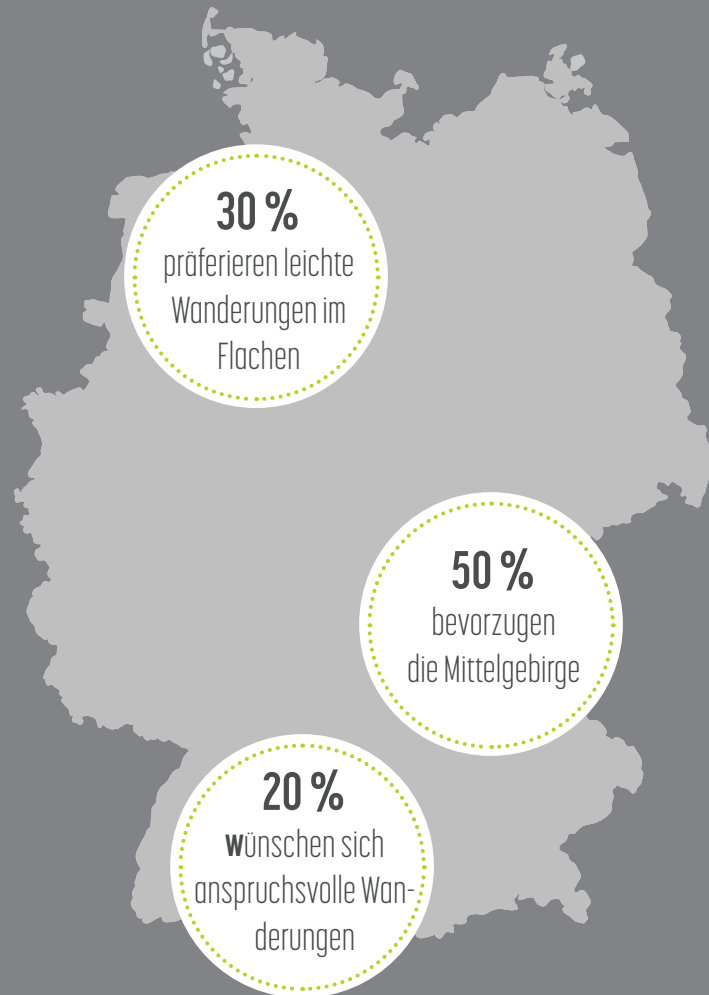 30 %
präferieren leichte
Wanderungen im
Flachen
50 %
bevorzugen
die Mittelgebirge
20 %
wünschen sich
anspruchsvolle Wan-
derungen